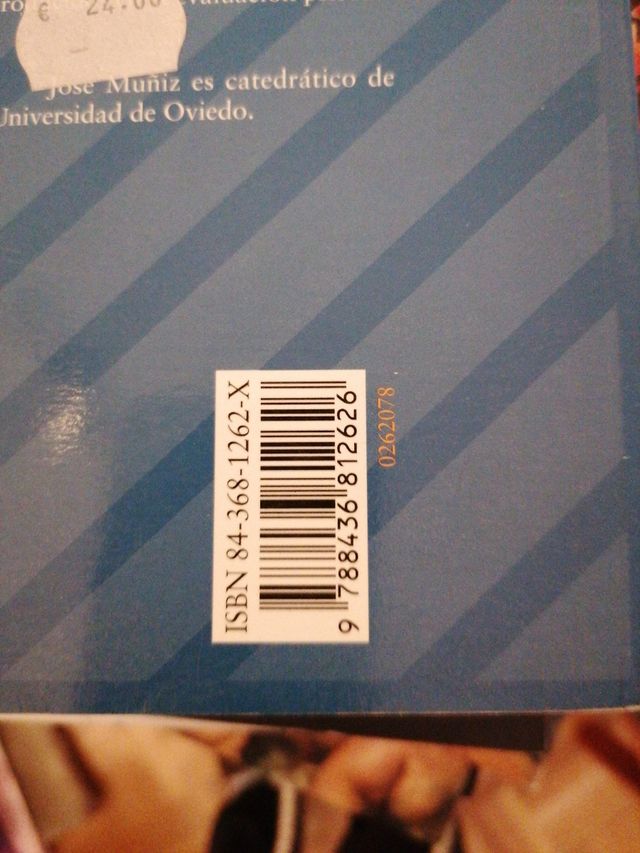 € 24.00
José Muñiz es catedrático de
Universidad de Oviedo.
ISBN 84-368-1262-X
9 788436 812626
0262078